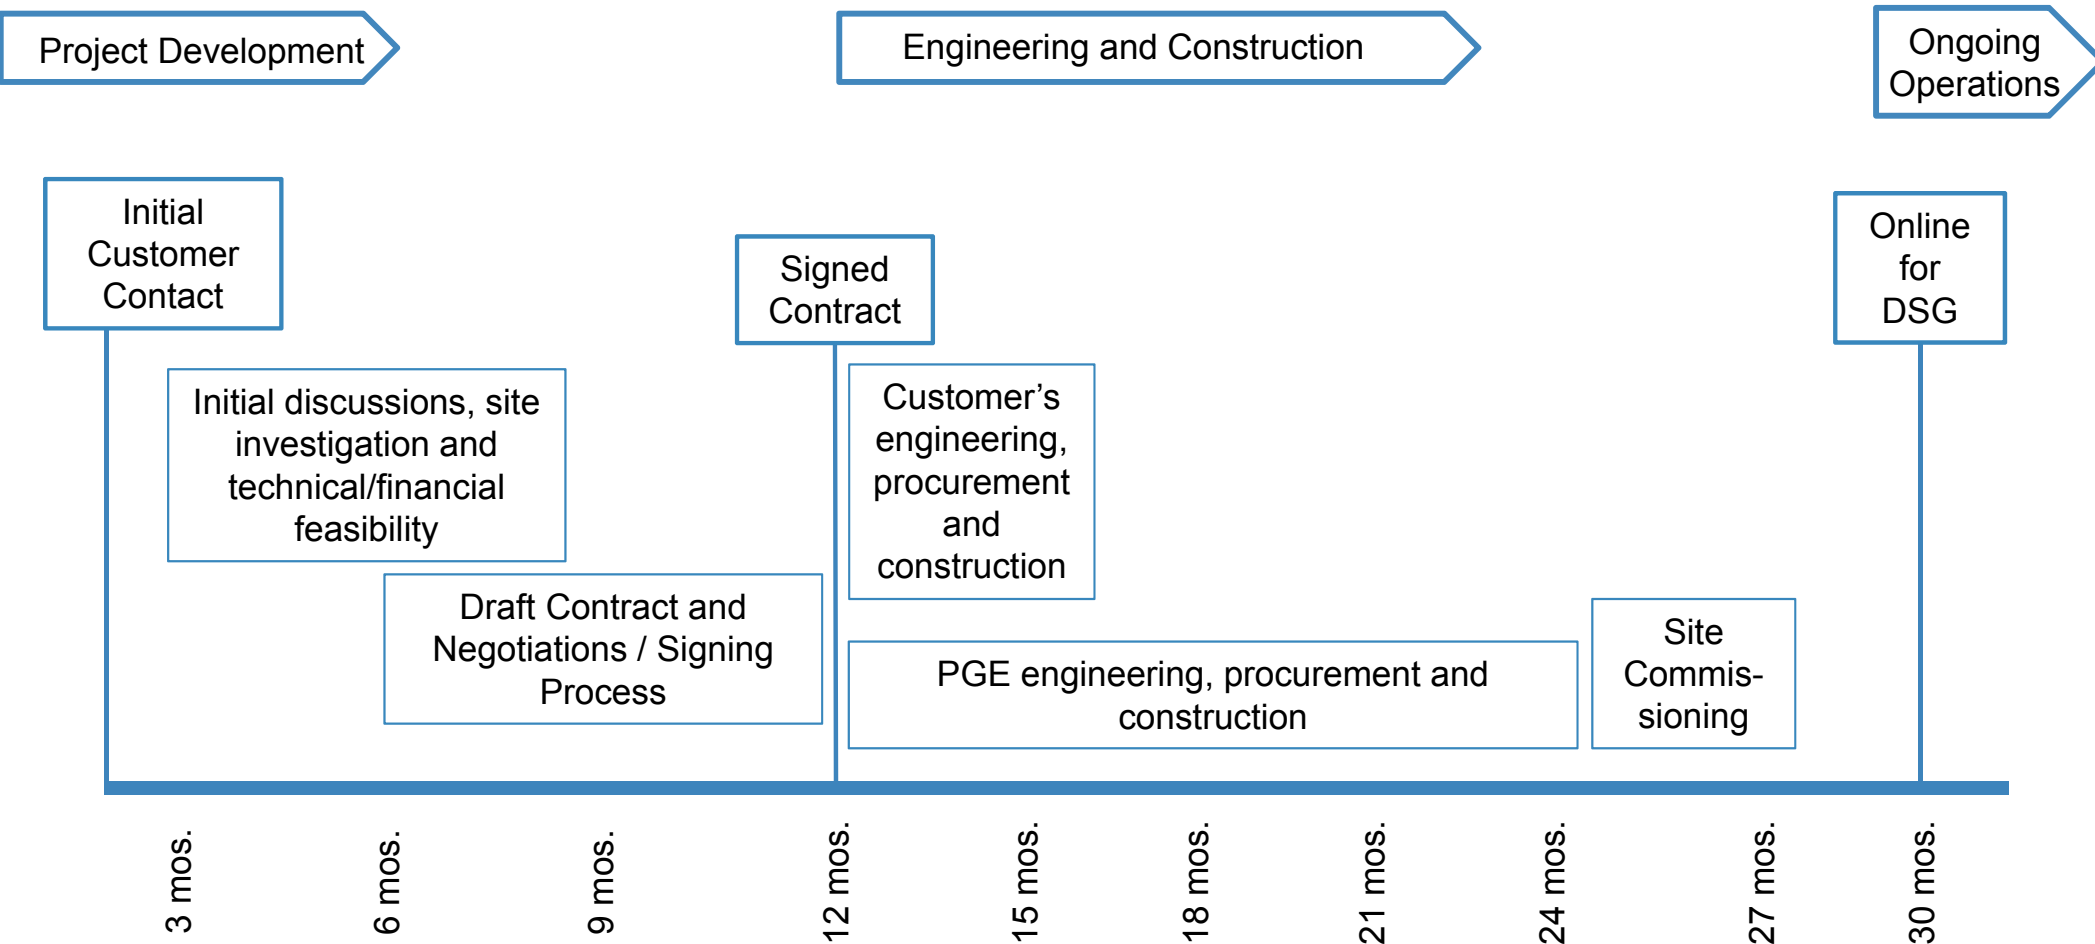 Project Development
Engineering and Construction
Ongoing
Operations
Initial
Customer
Contact
Signed
Contract
Online
for
DSG
Initial discussions, site
investigation and
technical/financial
feasibility
Customer’s
engineering,
procurement
and
construction
Draft Contract and
Negotiations / Signing
Process
PGE engineering, procurement and
construction
Site
Commis-
sioning
3 mos.
6 mos.
9 mos.
12 mos.
15 mos.
18 mos.
21 mos.
24 mos.
27 mos.
30 mos.